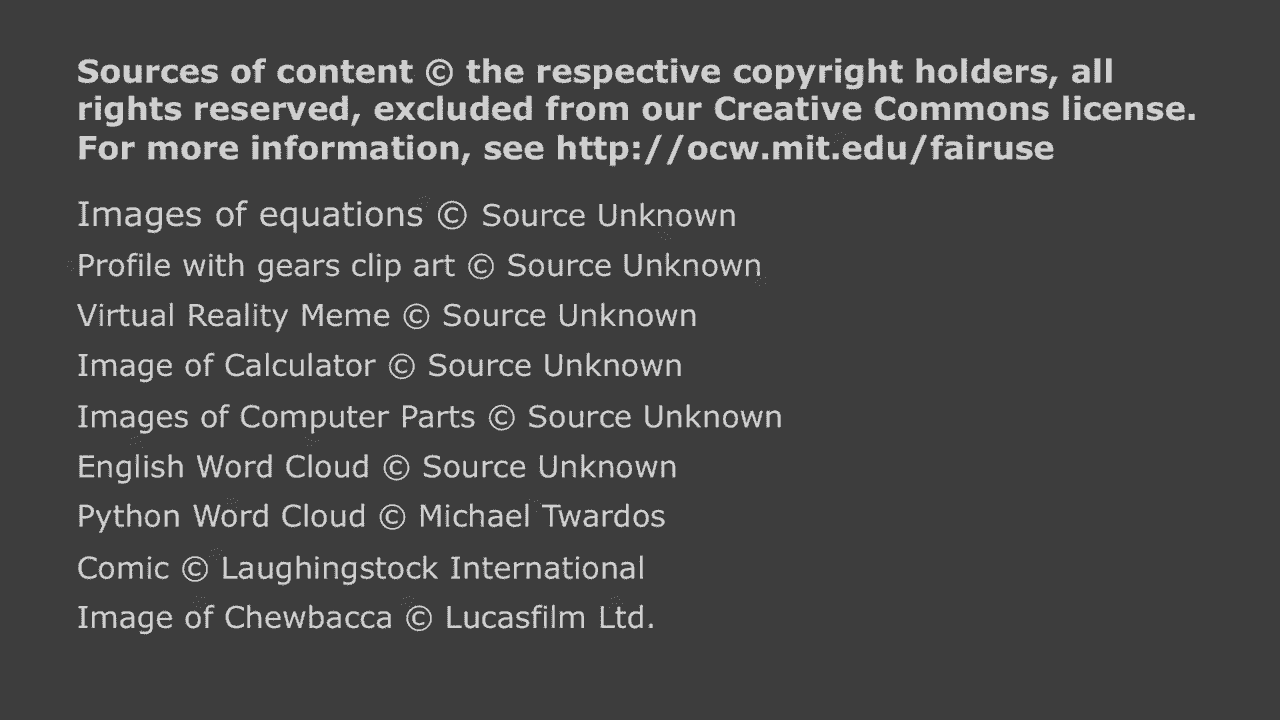 Sources of content © the respective copyright holders, all
rights reserved, excluded from our Creative Commons license.
For more information, see http://ocw.mit.edu/fairuse
Images of equations © Source Unknown
Profile with gears clip art © Source Unknown
Virtual Reality Meme © Source Unknown
Image of Calculator © Source Unknown
Images of Computer Parts © Source Unknown
English Word Cloud © Source Unknown
Python Word Cloud © Michael Twardos
Comic © Laughingstock International
Image of Chewbacca © Lucasfilm Ltd.